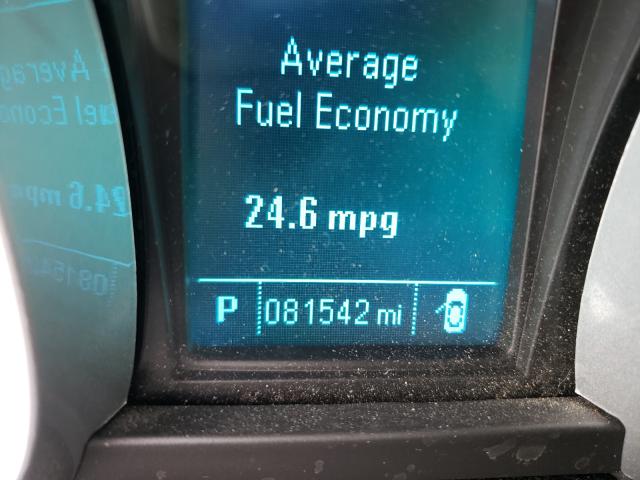 Average
Fuel Economy
24.6 mpg
P 081542 mi